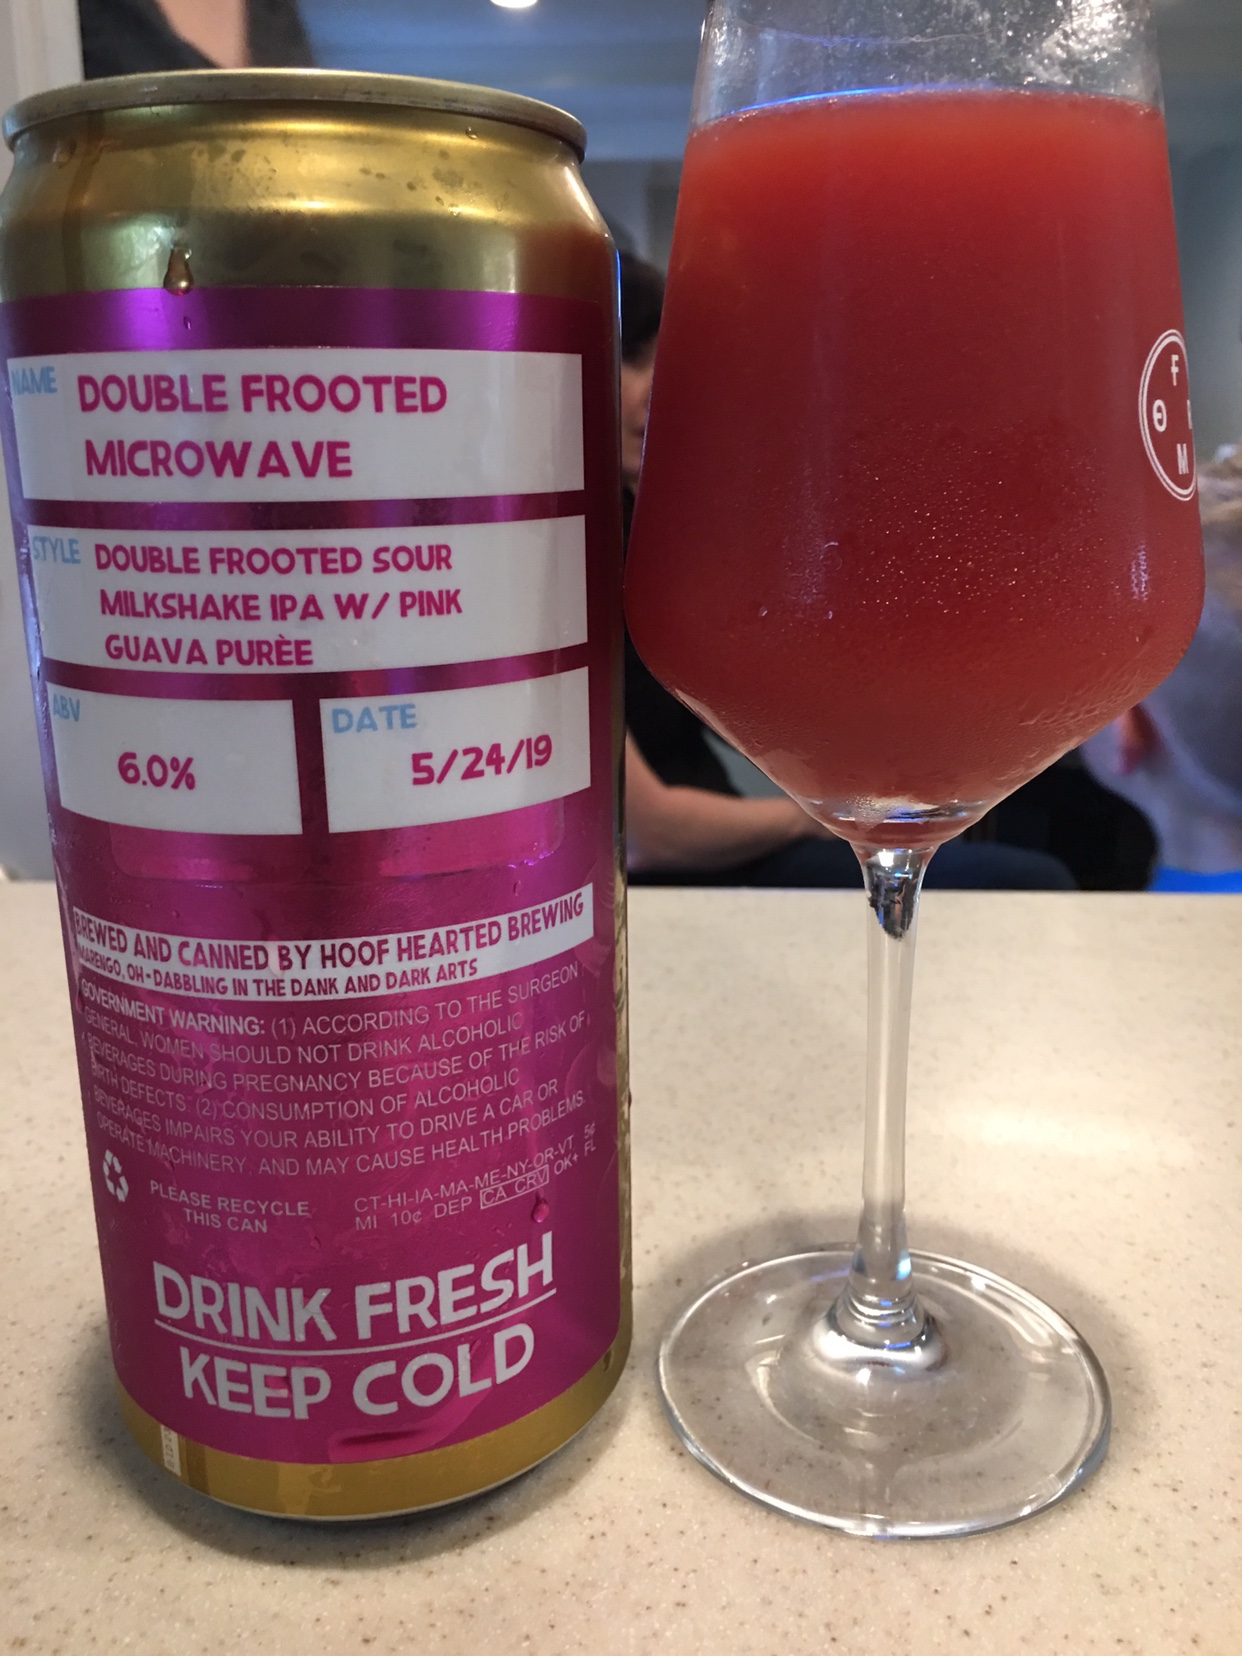 NAME DOUBLE FROOTED
MICROWAVE
STYLE DOUBLE FROOTED SOUR
MILKSHAKE IPA W/ PINK
GUAVA PURÈE
ABV
6.0%
DATE
5/24/19
BREWED AND CANNED BY HOOF HEARTED BREWING
MARENGO, OH - DABBLING IN THE DANK AND DARK ARTS
GOVERNMENT WARNING: (1) ACCORDING TO THE SURGEON
GENERAL, WOMEN SHOULD NOT DRINK ALCOHOLIC
BEVERAGES DURING PREGNANCY BECAUSE OF THE RISK OF
BIRTH DEFECTS. (2) CONSUMPTION OF ALCOHOLIC
BEVERAGES IMPAIRS YOUR ABILITY TO DRIVE A CAR OR
OPERATE MACHINERY, AND MAY CAUSE HEALTH PROBLEMS.
PLEASE RECYCLE
THIS CAN
CT-HI-IA-MA-ME-NY-OR-VT 5¢
MI 10¢ DEP CA CRV OK+ FL
DRINK FRESH
KEEP COLD
F
O
M